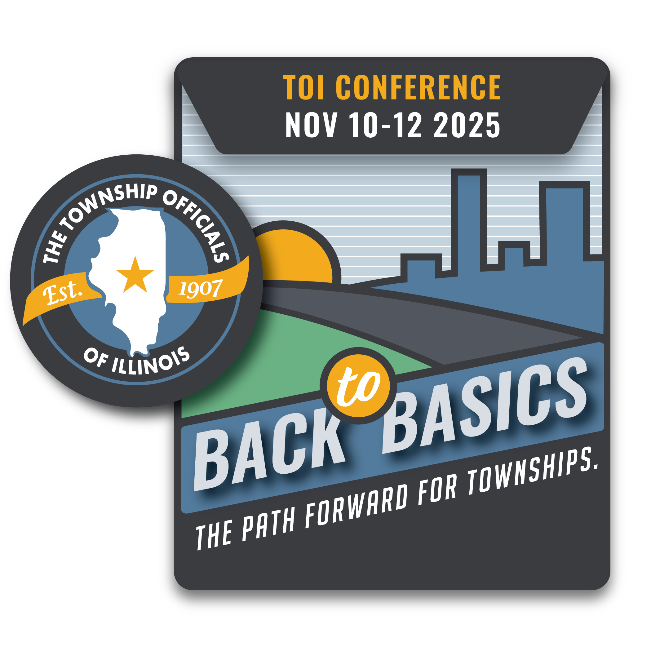 TOI CONFERENCE
NOV 10-12 2025
THE TOWNSHIP OFFICIALS
Est. 1907
OF ILLINOIS
BACK to BASICS
THE PATH FORWARD FOR TOWNSHIPS.